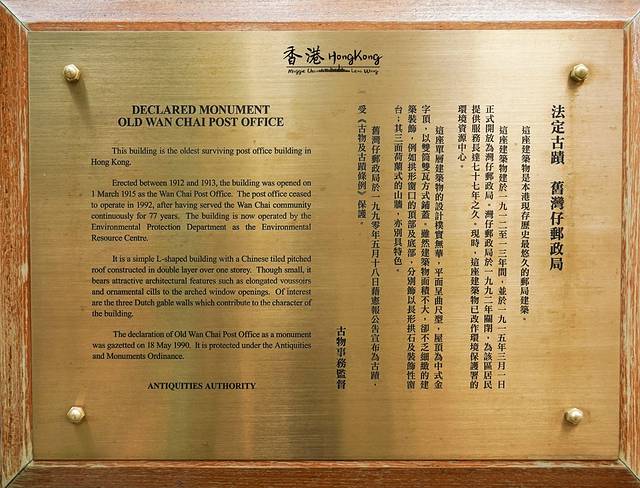 香港 HongKong
DECLARED MONUMENT
OLD WAN CHAI POST OFFICE
This building is the oldest surviving post office building in
Hong Kong.
Erected between 1912 and 1913, the building was opened on
1 March 1915 as the Wan Chai Post Office. The post office ceased
to operate in 1992, after having served the Wan Chai community
continuously for 77 years. The building is now operated by the
Environmental Protection Department as the Environmental
Resource Centre.
It is a simple L-shaped building with a Chinese tiled pitched
roof constructed in double layer over one storey. Though small, it
bears attractive architectural features such as elongated voussoirs
and ornamental cills to the arched window openings. Of interest
are the three Dutch gable walls which contribute to the character of
the building.
The declaration of Old Wan Chai Post Office as a monument
was gazetted on 18 May 1990. It is protected under the Antiquities
and Monuments Ordinance.
ANTIQUITIES AUTHORITY
法定古蹟 舊灣仔郵政局
這座建築物是本港現存歷史最悠久的郵局建築。
這座建築物建於一九一二至一三年間，並於一九一五年三月一日
正式開放為灣仔郵政局。灣仔郵政局於一九九二年關閉，為該區居民
提供服務長達七十七年之久。現時，這座建築物已改作環境保護署的
環境資源中心。
這座單層建築物的設計樸實無華，平面呈曲尺型，屋頂為中式金
字頂，以雙筒雙瓦方式鋪蓋。雖然建築物面積不大，卻不乏細緻的建
築裝飾，例如拱形窗口的頂部及底部，分別飾以長形拱石及裝飾性窗
台；其三面荷蘭式的山牆，亦別具特色。
舊灣仔郵政局於一九九〇年五月十八日藉憲報公告宣布為古蹟，
受《古物及古蹟條例》保護。
古物事務監督